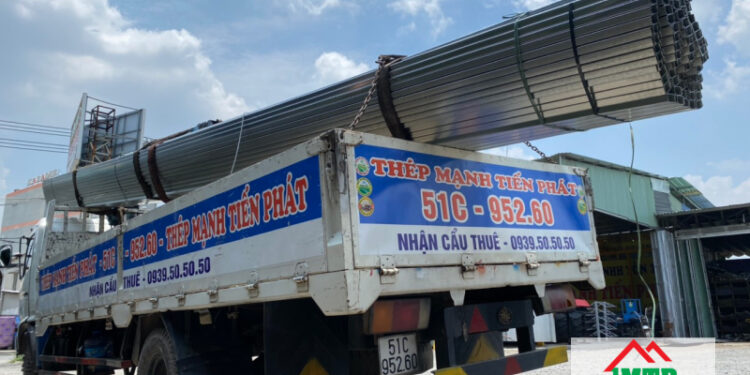 THÉP MẠNH TIẾN PHÁT
51C - 952.60
NHẬN CẨU THUÊ - 0939.50.50.50
THÉP MẠNH TIẾN PHÁT - 51C - 952.60 - THÉP MẠNH TIẾN PHÁT
NHẬN CẨU THUÊ - 0939.50.50.50
51C
952.60
MTP